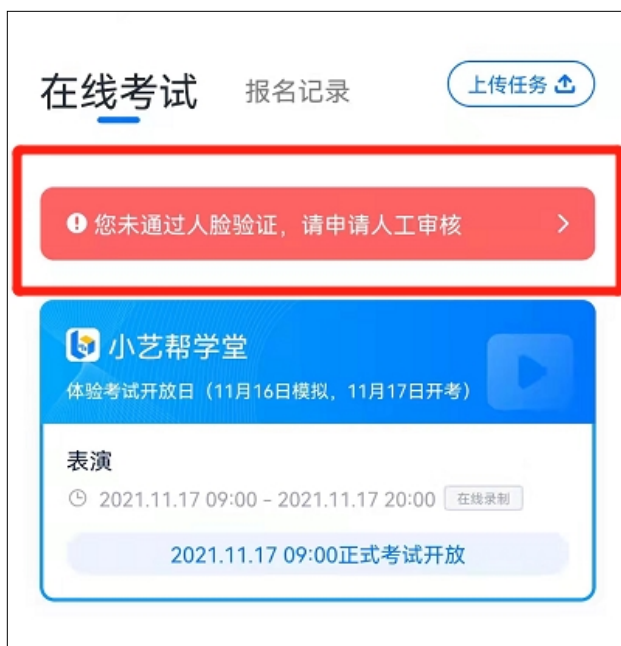 在线考试
报名记录
上传任务
您未通过人脸验证，请申请人工审核
小艺帮学堂
体验考试开放日（11月16日模拟，11月17日开考）
表演
2021.11.17 09:00 - 2021.11.17 20:00 在线录制
2021.11.17 09:00正式考试开放